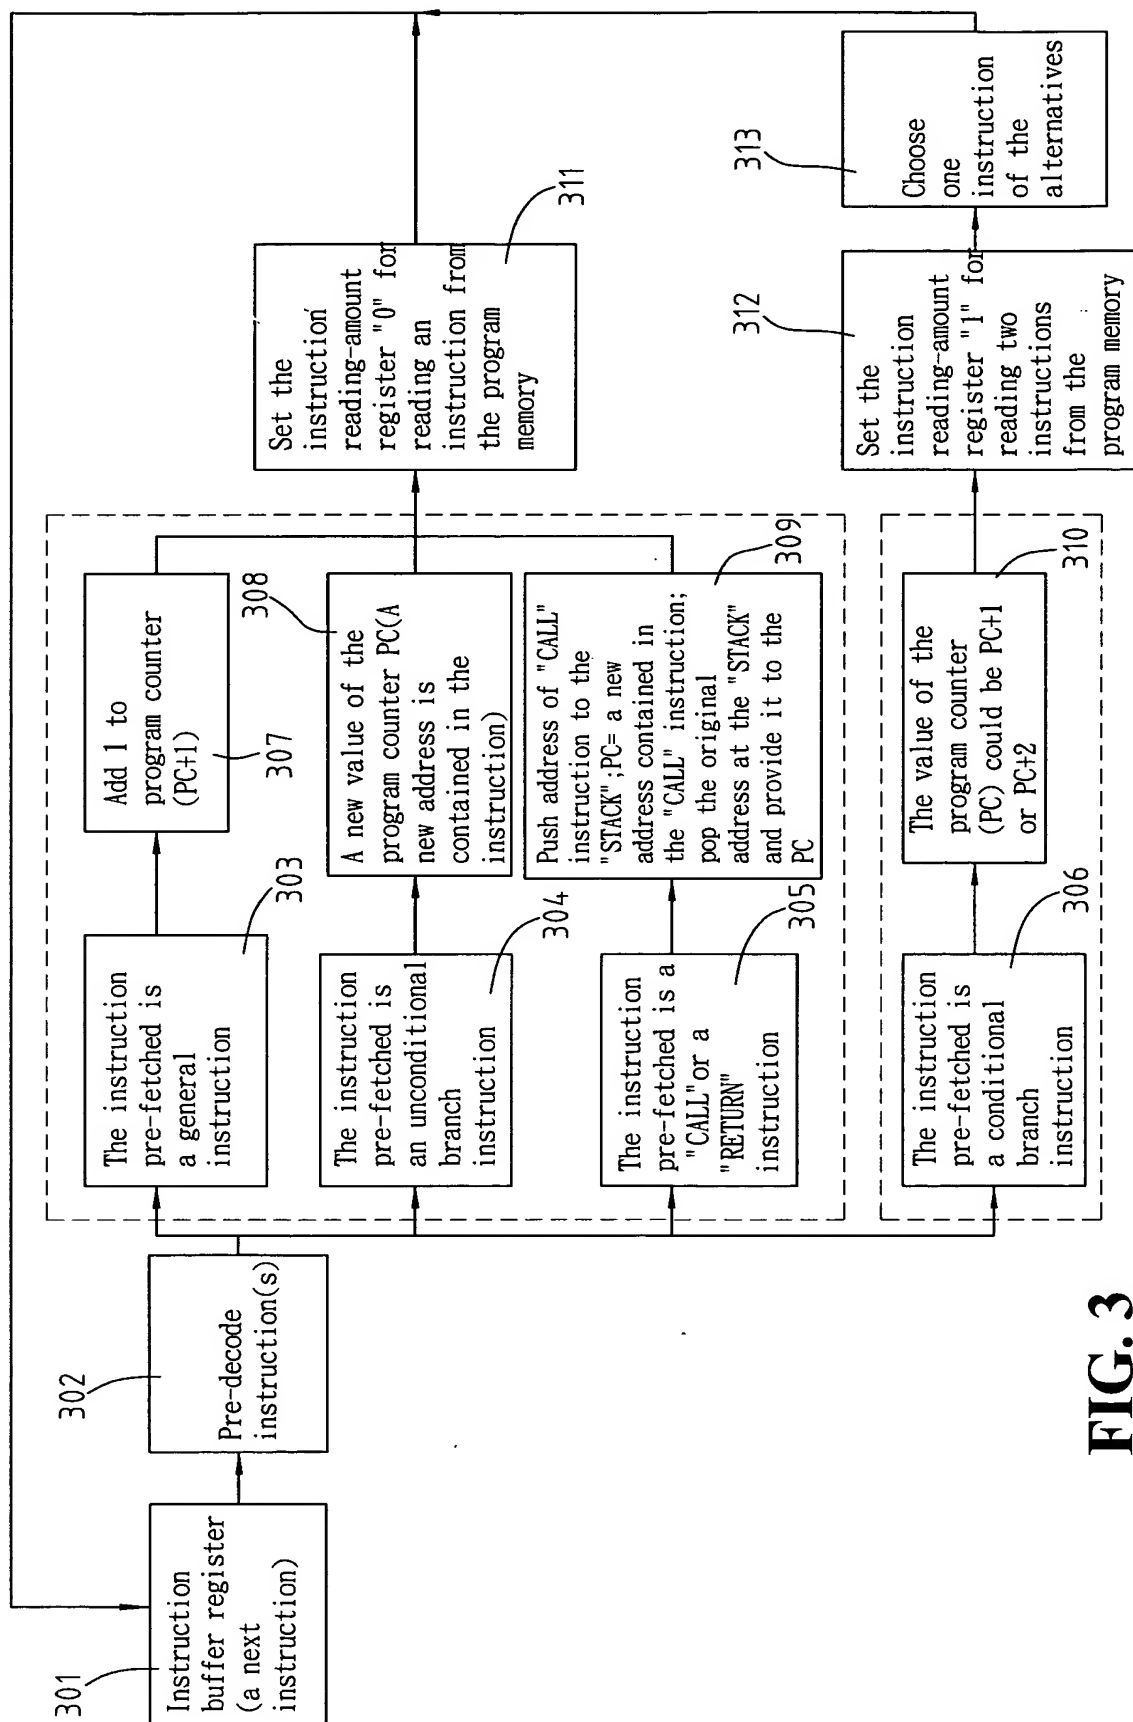 301
Instruction
buffer register
(a next
instruction)
302
Pre-decode
instruction(s)
303
The instruction
pre-fetched is
a general
instruction
304
The instruction
pre-fetched is
an unconditional
branch
instruction
305
The instruction
pre-fetched is a
"CALL"or a
"RETURN"
instruction
306
The instruction
pre-fetched is
a conditional
branch
instruction
307
Add 1 to
program counter
(PC+1)
308
A new value of the
program counter PC(A
new address is
contained in the
instruction)
309
Push address of "CALL"
instruction to the
"STACK";PC= a new
address contained in
the "CALL" instruction;
pop the original
address at the "STACK"
and provide it to the
PC
310
The value of the
program counter
(PC) could be PC+1
or PC+2
311
Set the
instruction
reading-amount
register "0" for
reading an
instruction from
the program
memory
312
Set the
instruction
reading-amount
register "1" for
reading two
instructions
from the
program memory
313
Choose
one
instruction
of the
alternatives
FIG. 3